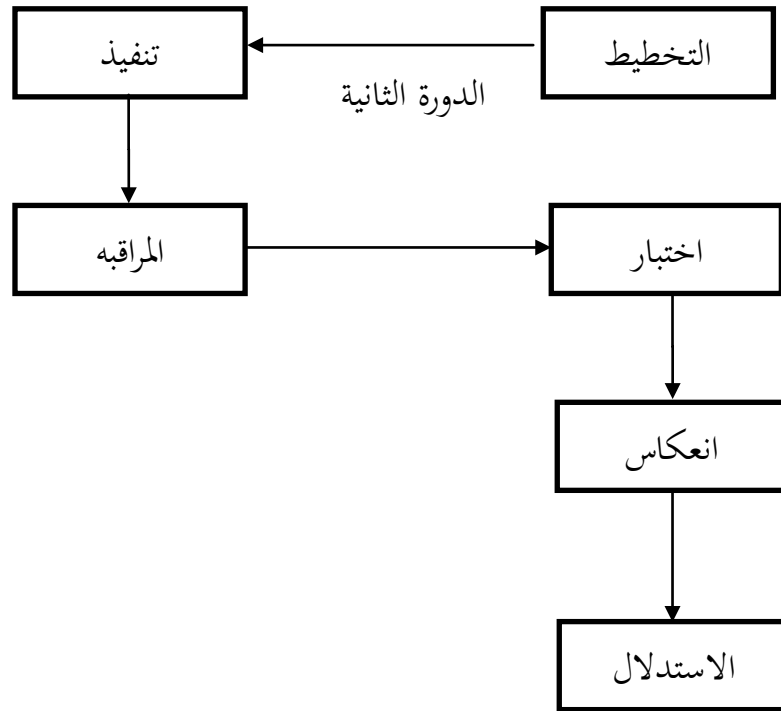 التخطيط
تنفيذ
الدورة الثانية
المراقبه
اختبار
انعكاس
الاستدلال